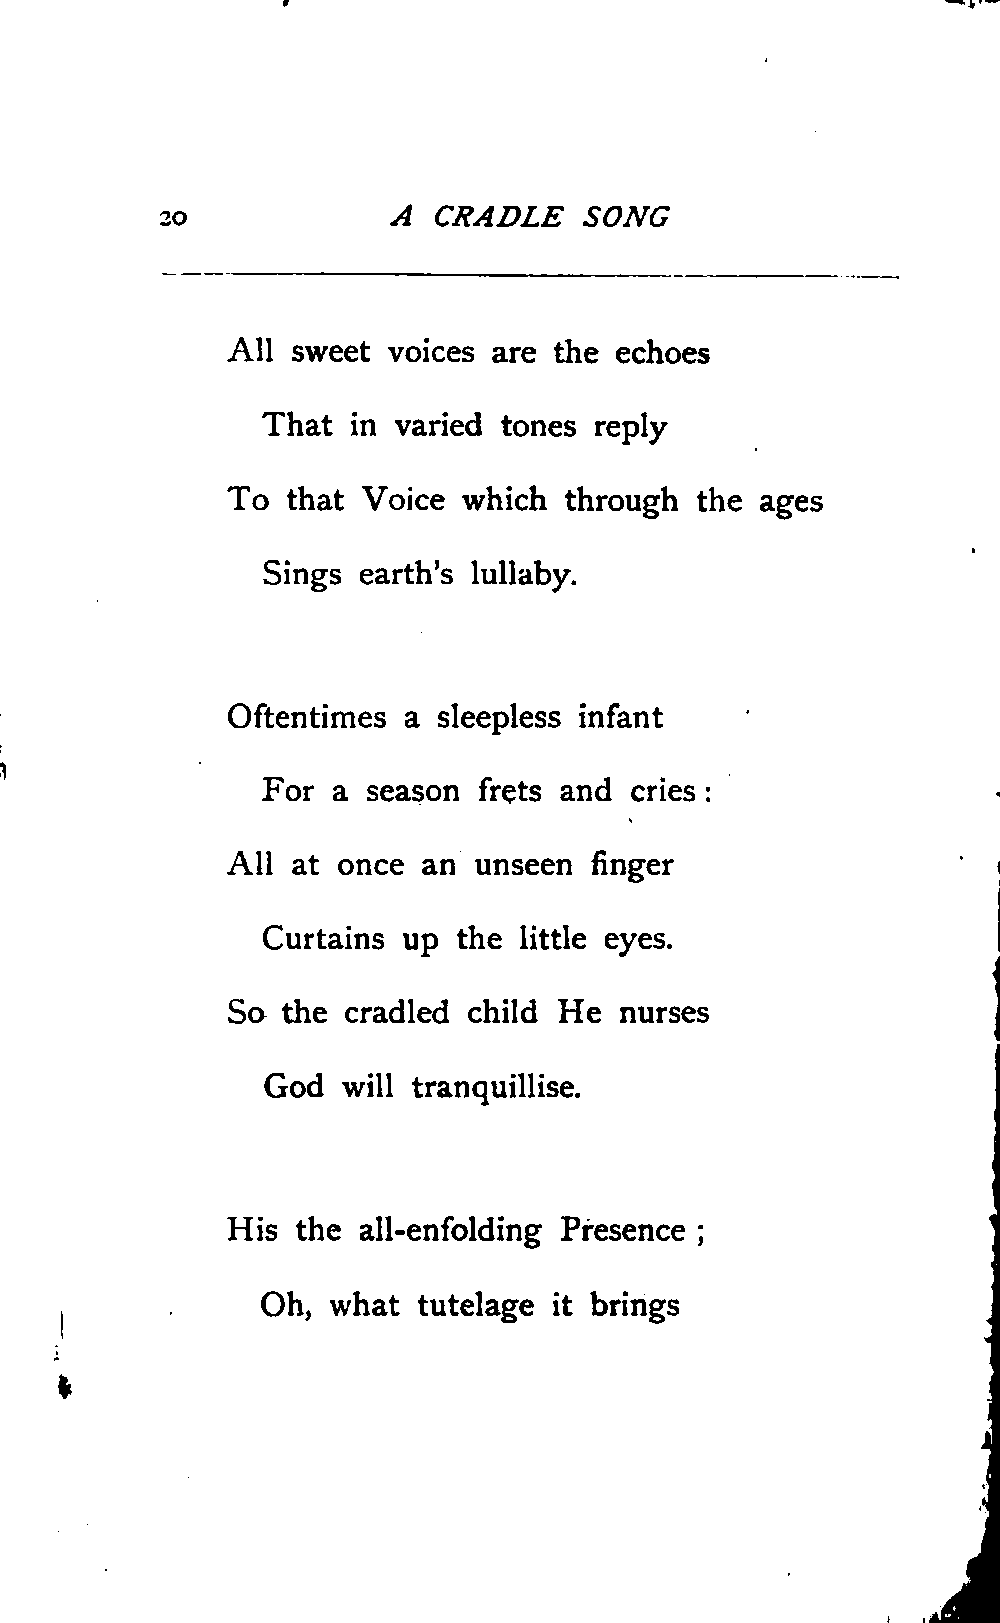 20 A CRADLE SONG
All sweet voices are the echoes
That in varied tones reply
To that Voice which through the ages
Sings earth's lullaby.
Oftentimes a sleepless infant
For a season frets and cries :
All at once an unseen finger
Curtains up the little eyes.
So the cradled child He nurses
God will tranquillise.
His the all-enfolding Presence ;
Oh, what tutelage it brings